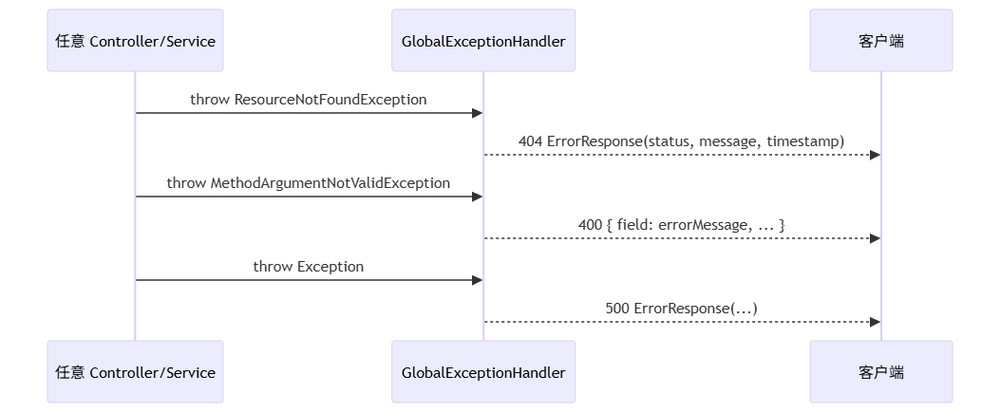 任意 Controller/Service
GlobalExceptionHandler
客户端
throw ResourceNotFoundException
404 ErrorResponse(status, message, timestamp)
throw MethodArgumentNotValidException
400 { field: errorMessage, ... }
throw Exception
500 ErrorResponse(...)
任意 Controller/Service
GlobalExceptionHandler
客户端